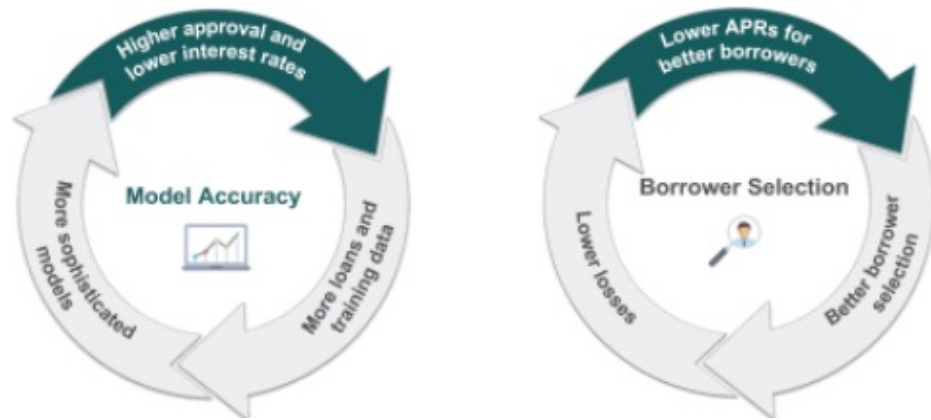 Higher approval and
lower interest rates
Model Accuracy
More loans and
training data
More sophisticated
models
Lower APRs for
better borrowers
Borrower Selection
Better borrower
selection
Lower losses